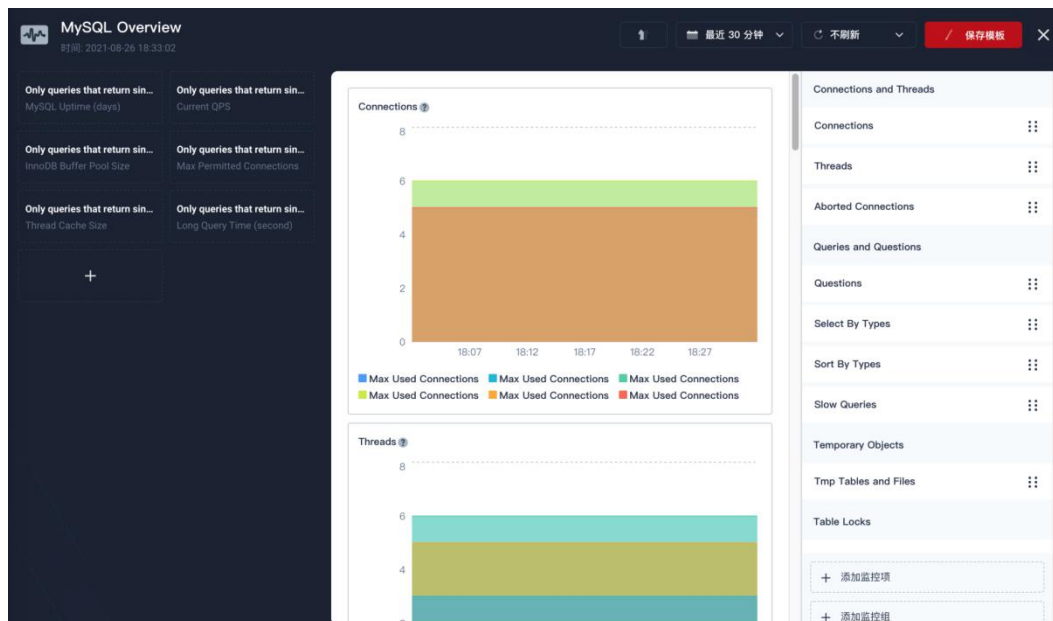 MySQL Overview
时间: 2021-08-26 18:33:02
最近 30 分钟
不刷新
保存模板
Only queries that return sin...
MySQL Uptime (days)
Only queries that return sin...
Current QPS
Only queries that return sin...
InnoDB Buffer Pool Size
Only queries that return sin...
Max Permitted Connections
Only queries that return sin...
Thread Cache Size
Only queries that return sin...
Long Query Time (second)
Connections
8
6
4
2
0
18:07 18:12 18:17 18:22 18:27
Max Used Connections Max Used Connections Max Used Connections
Max Used Connections Max Used Connections Max Used Connections
Threads
8
6
4
Connections and Threads
Connections
Threads
Aborted Connections
Queries and Questions
Questions
Select By Types
Sort By Types
Slow Queries
Temporary Objects
Tmp Tables and Files
Table Locks
添加监控项
添加监控组